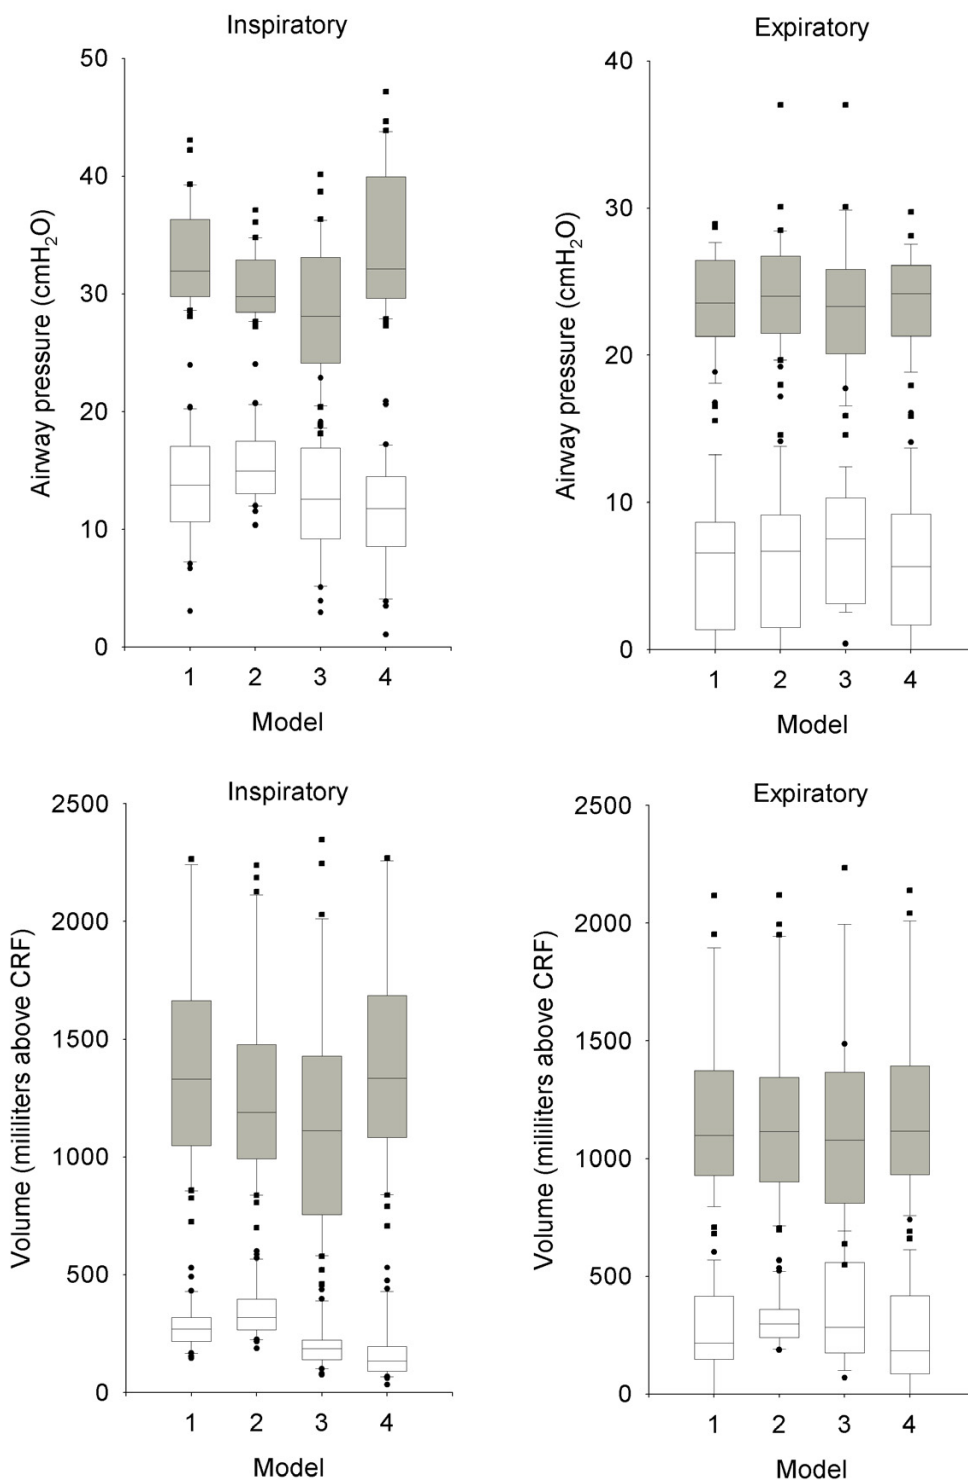 Inspiratory
Airway pressure (cmH₂O)
50
40
30
20
10
0
1 2 3 4
Model
Expiratory
Airway pressure (cmH₂O)
40
30
20
10
0
1 2 3 4
Model
Inspiratory
Volume (mililiters above CRF)
2500
2000
1500
1000
500
0
1 2 3 4
Model
Expiratory
Volume (mililiters above CRF)
2500
2000
1500
1000
500
0
1 2 3 4
Model